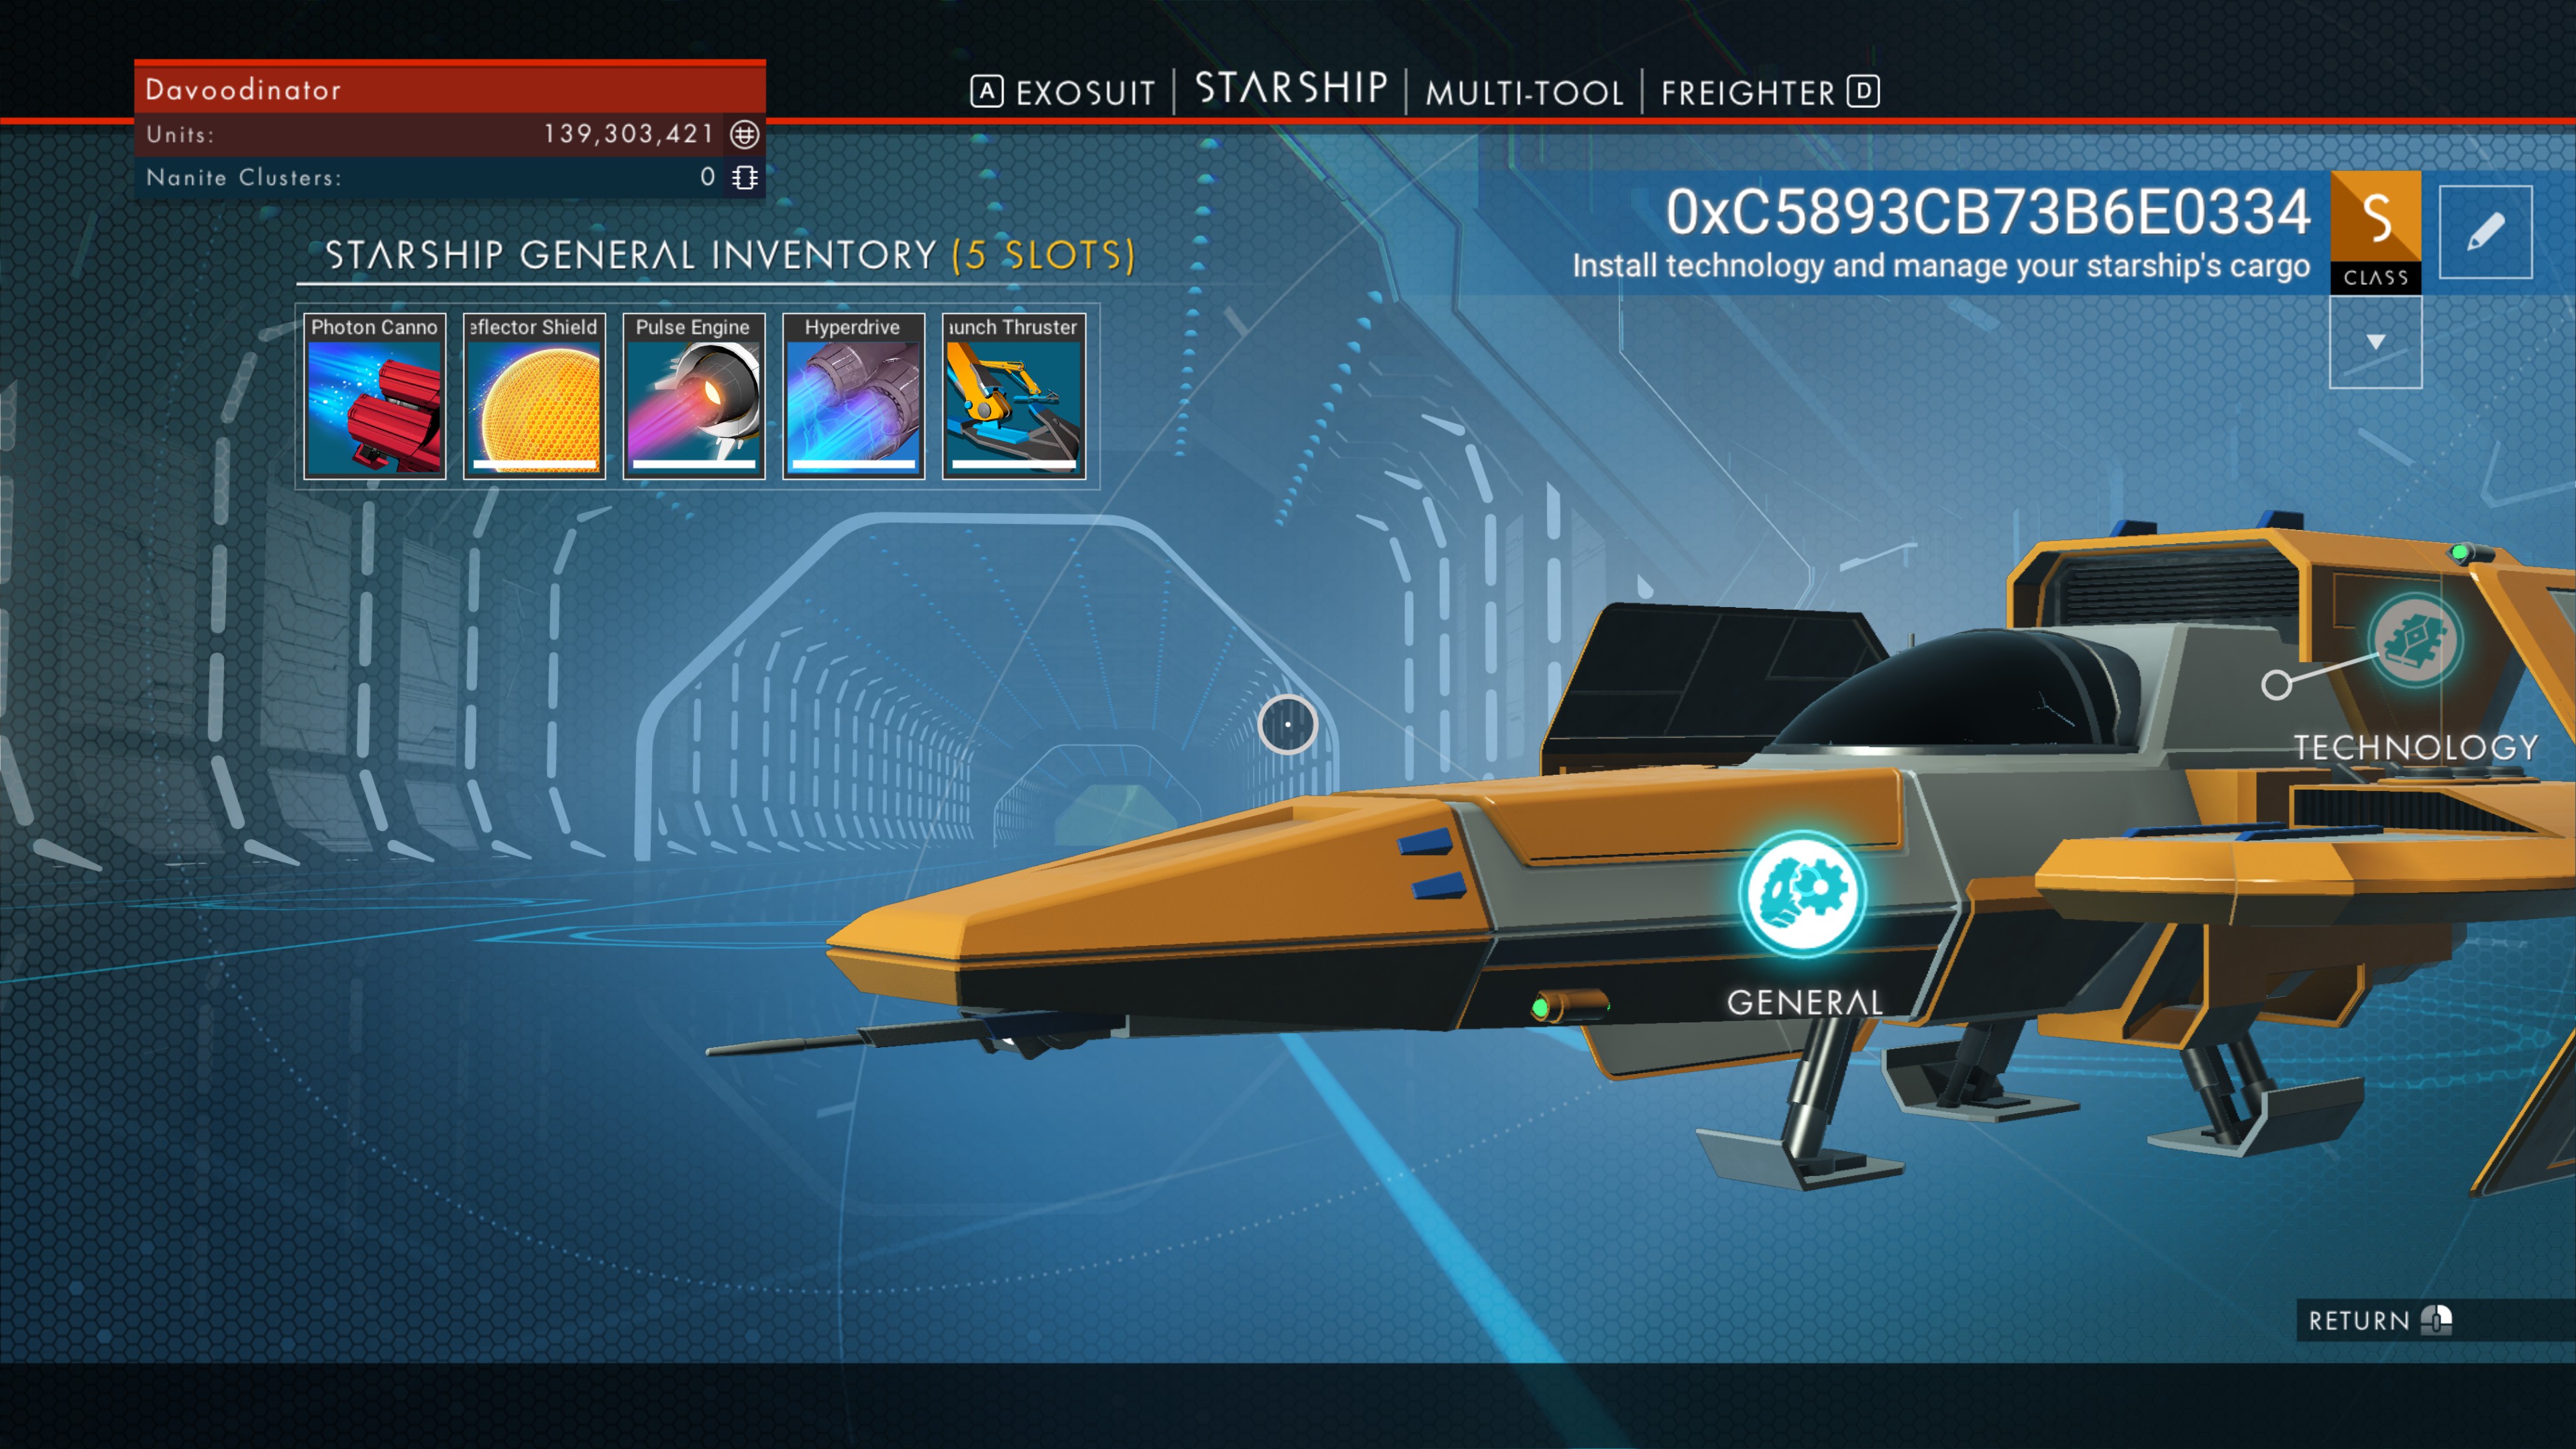 Davoodinator
Units: 139,303,421
Nanite Clusters: 0
A EXOSUIT STARSHIP MULTI-TOOL FREIGHTER D
0xC5893CB73B6E0334
Install technology and manage your starship's cargo
S
CLASS
STARSHIP GENERAL INVENTORY (5 SLOTS)
Photon Canno eflector Shield Pulse Engine Hyperdrive aunch Thruster
TECHNOLOGY
GENERAL
RETURN